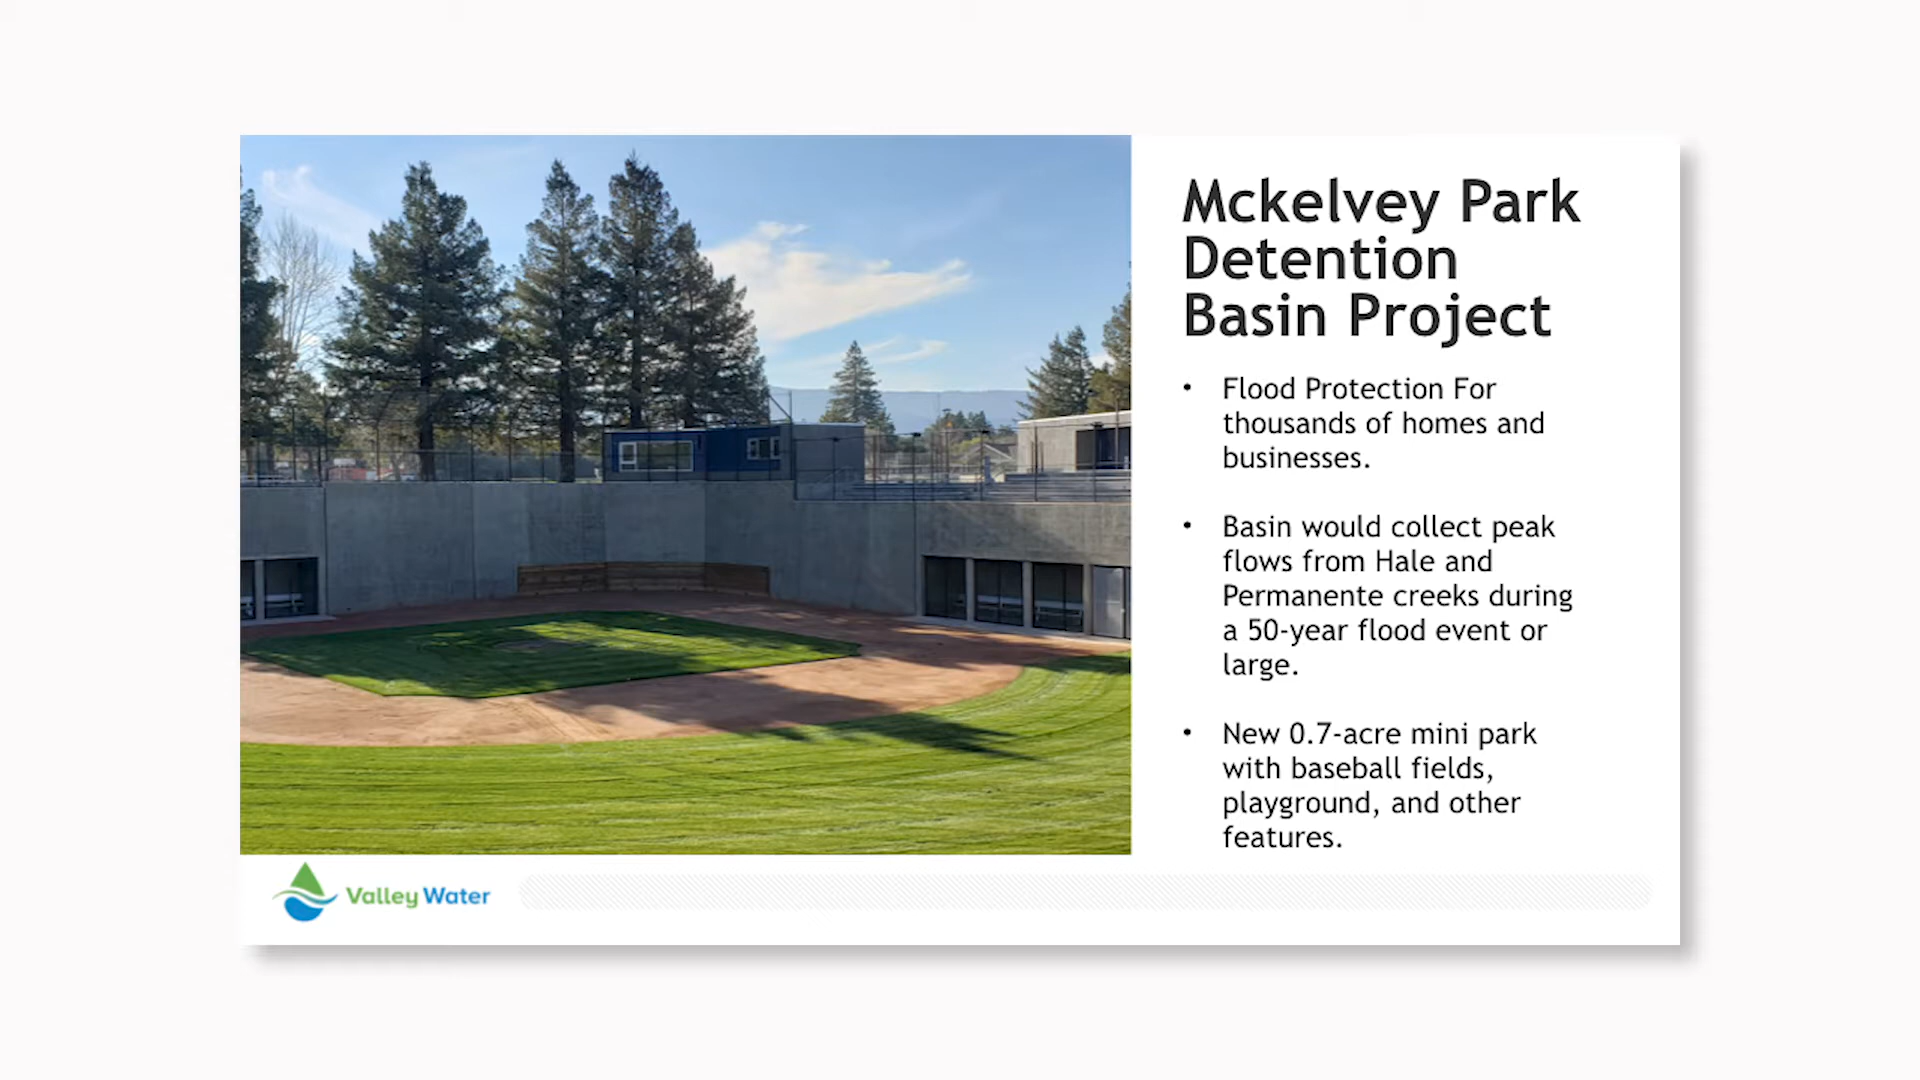 Mckelvey Park
Detention
Basin Project
• Flood Protection For
thousands of homes and
businesses.
• Basin would collect peak
flows from Hale and
Permanente creeks during
a 50-year flood event or
large.
• New 0.7-acre mini park
with baseball fields,
playground, and other
features.
Valley Water